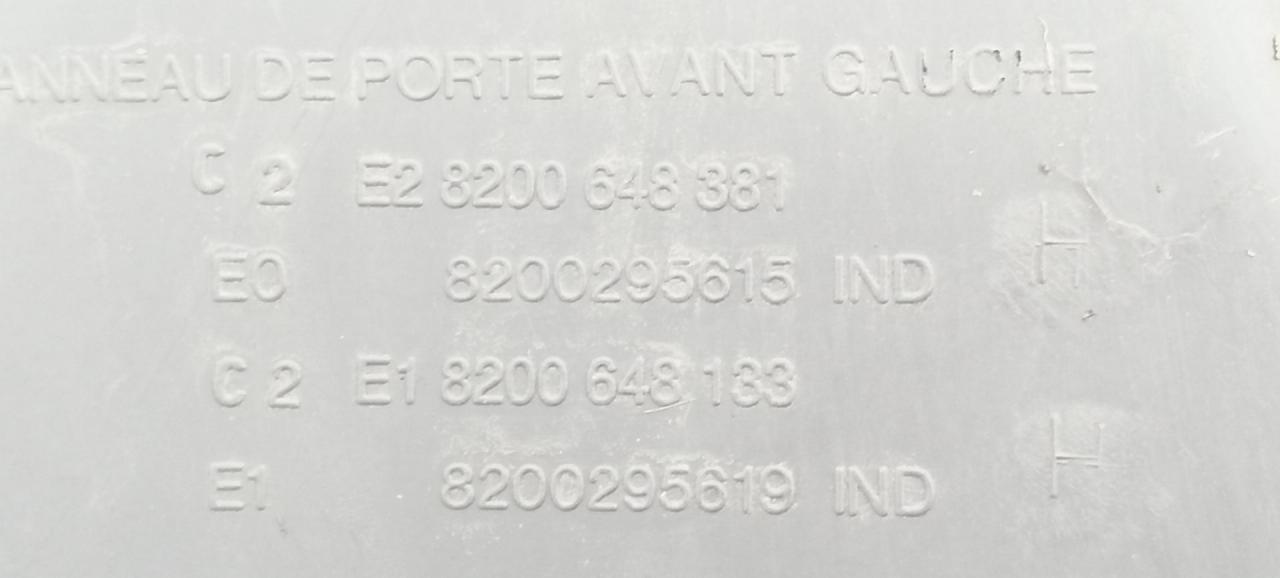 ANNEAU DE PORTE AVANT GAUCHE
C 2 E2 8200 648 381
E0 8200295615 IND H
C 2 E1 8200 648 133
E1 8200295619 IND H